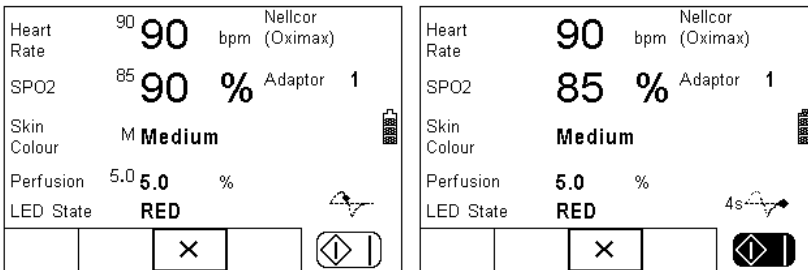 Heart Rate 90 90 bpm Nellcor (Oximax)
SPO2 85 90 % Adaptor 1
Skin Colour M Medium
Perfusion 5.0 5.0 %
LED State RED
Heart Rate 90 bpm Nellcor (Oximax)
SPO2 85 % Adaptor 1
Skin Colour Medium
Perfusion 5.0 %
LED State RED 4s